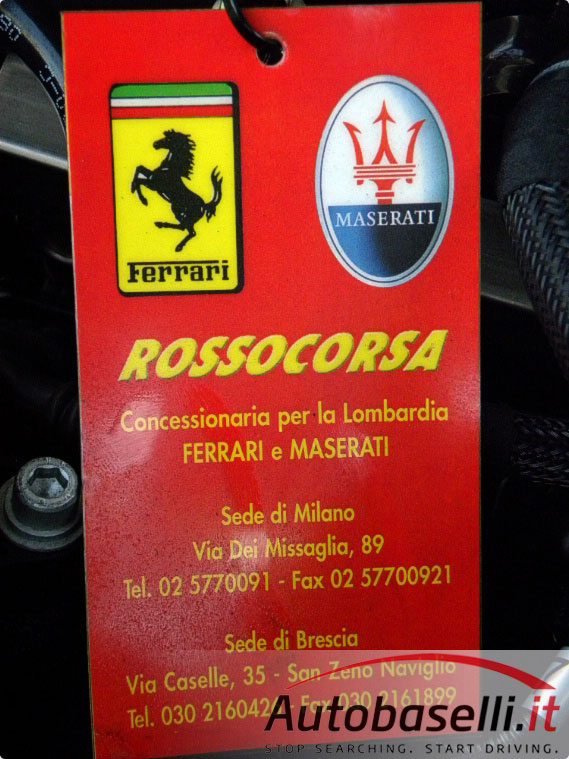 Ferrari
MASERATI
ROSSOCORSA
Concessionaria per la Lombardia
FERRARI e MASERATI
Sede di Milano
Via Dei Missaglia, 89
Tel. 02 5770091 - Fax 02 57700921
Sede di Brescia
Via Caselle, 35 - San Zeno Naviglio
Tel. 030 Fax 030 2161899
Autobaselli.it
STOP SEARCHING. START DRIVING.